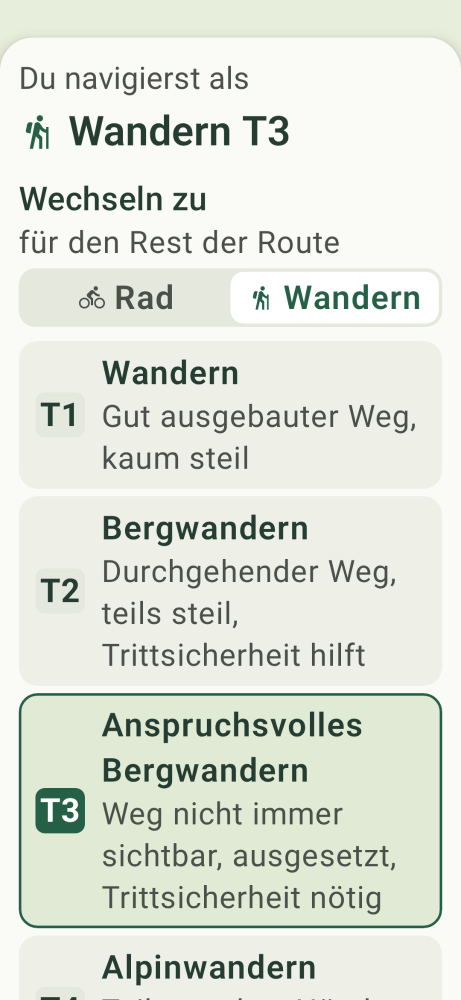 Du navigierst als
Wandern T3
Wechseln zu
für den Rest der Route
Rad
Wandern
Wandern
T1
Gut ausgebauter Weg,
kaum steil
Bergwandern
T2
Durchgehender Weg,
teils steil,
Trittsicherheit hilft
Anspruchsvolles
Bergwandern
T3
Weg nicht immer
sichtbar, ausgesetzt,
Trittsicherheit nötig
Alpinwandern